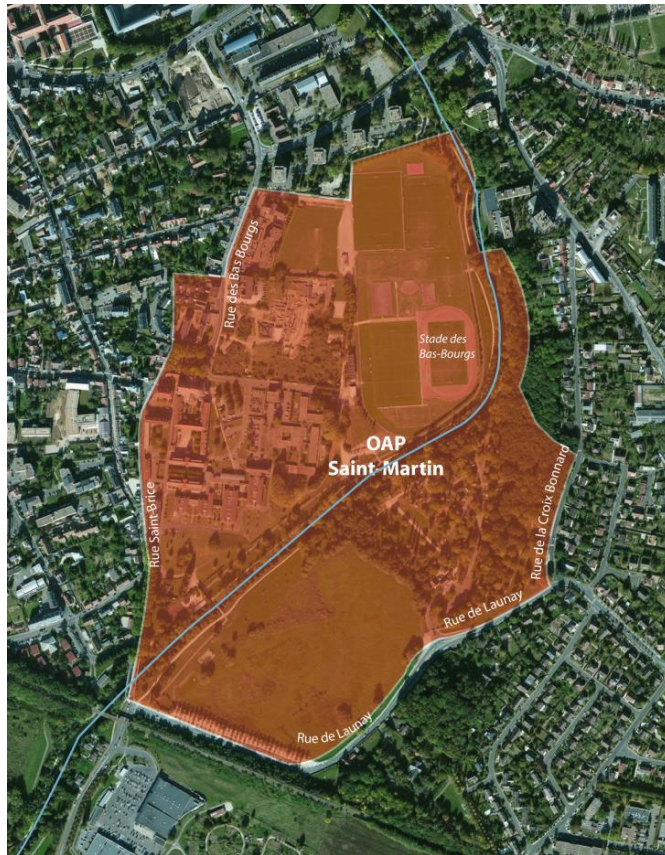 Rue des Bas Bourgs
Stade des
Bas-Bourgs
OAP
Saint-Martin
Rue Saint-Brice
Rue de la Croix Bonnard
Rue de Launay
Rue de Launay